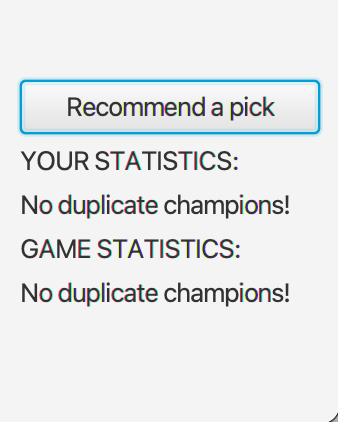 Recommend a pick
YOUR STATISTICS:
No duplicate champions!
GAME STATISTICS:
No duplicate champions!